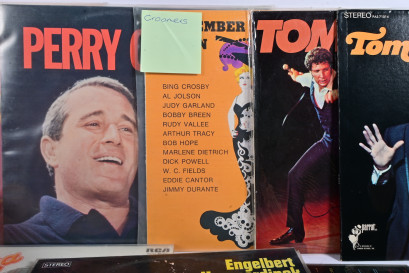 PERRY
Crooners
EMBER
N
BING CROSBY
AL JOLSON
JUDY GARLAND
BOBBY BREEN
RUDY VALLEE
ARTHUR TRACY
BOB HOPE
MARLENE DIETRICH
DICK POWELL
W. C. FIELDS
EDDIE CANTOR
JIMMY DURANTE
TOM
STEREO
Tom
parrot
RCA
STEREO
Engelbert